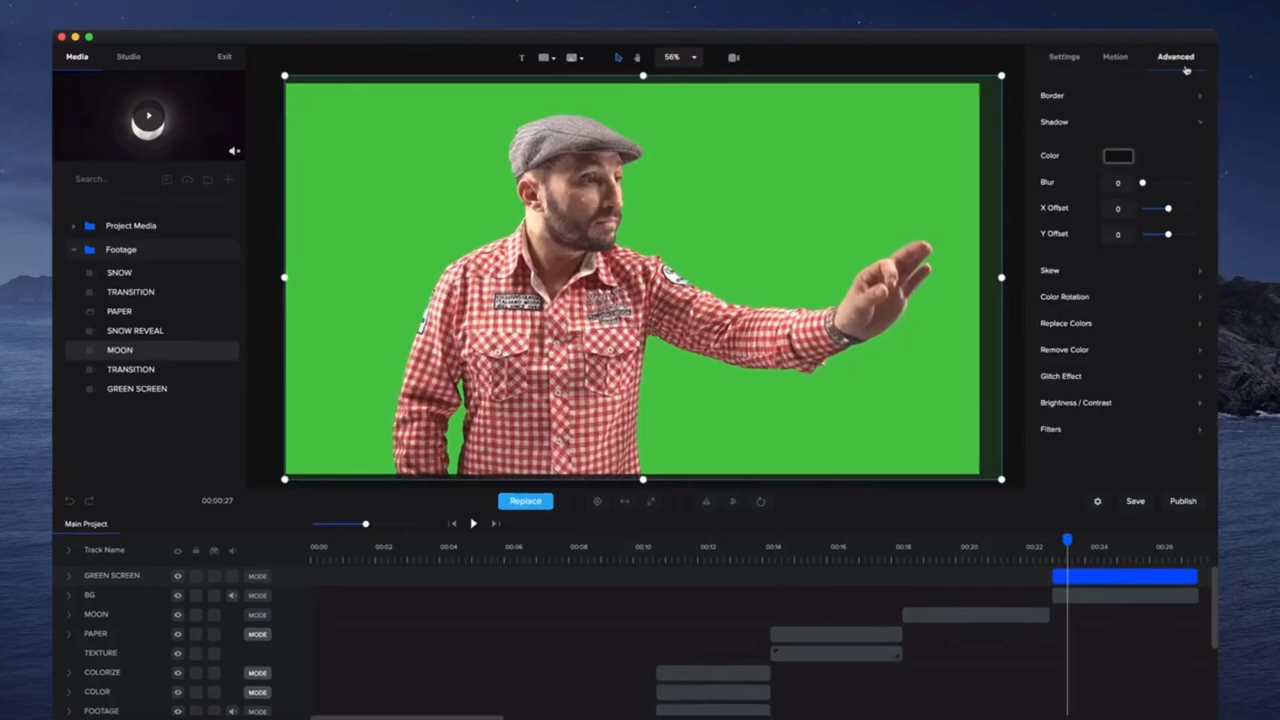 Media
Studio
Exit
T
56%
Settings
Motion
Advanced
Border
Shadow
Color
Blur
0
X Offset
0
Y Offset
0
Skew
Color Rotation
Replace Colors
Remove Color
Glitch Effect
Brightness / Contrast
Filters
Search...
Project Media
Footage
SNOW
TRANSITION
PAPER
SNOW REVEAL
MOON
TRANSITION
GREEN SCREEN
00:00:27
Replace
Save
Publish
Main Project
Track Name
00:00 00:02 00:04 00:06 00:08 00:10 00:12 00:14 00:16 00:18 00:20 00:22 00:24 00:26
GREEN SCREEN MODE
BG MODE
MOON MODE
PAPER MODE
TEXTURE
COLORIZE MODE
COLOR MODE
FOOTAGE MODE